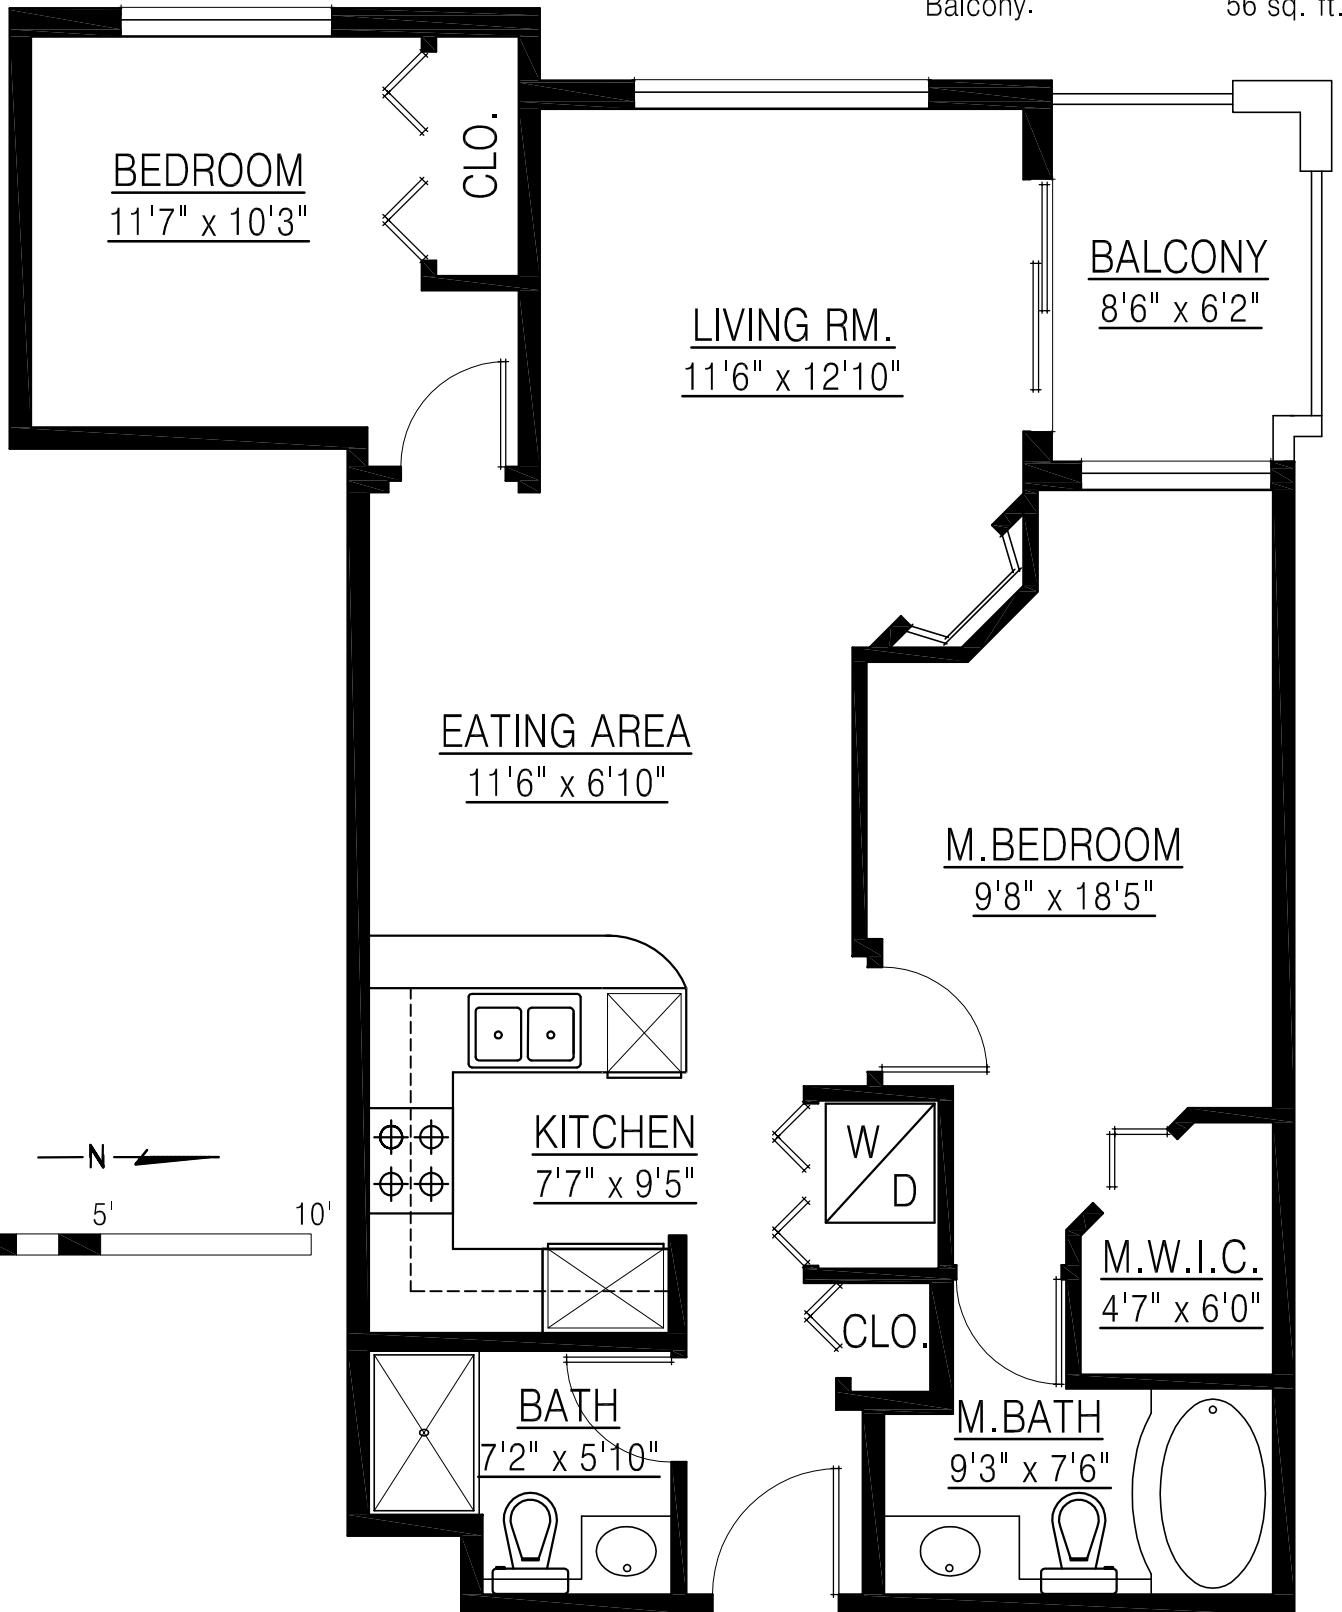 Balcony: 56 sq. ft.
BEDROOM
11'7" x 10'3"
CLO.
BALCONY
8'6" x 6'2"
LIVING RM.
11'6" x 12'10"
EATING AREA
11'6" x 6'10"
M.BEDROOM
9'8" x 18'5"
KITCHEN
7'7" x 9'5"
W
D
N
5' 10'
M.W.I.C.
4'7" x 6'0"
CLO.
BATH
7'2" x 5'10"
M.BATH
9'3" x 7'6"